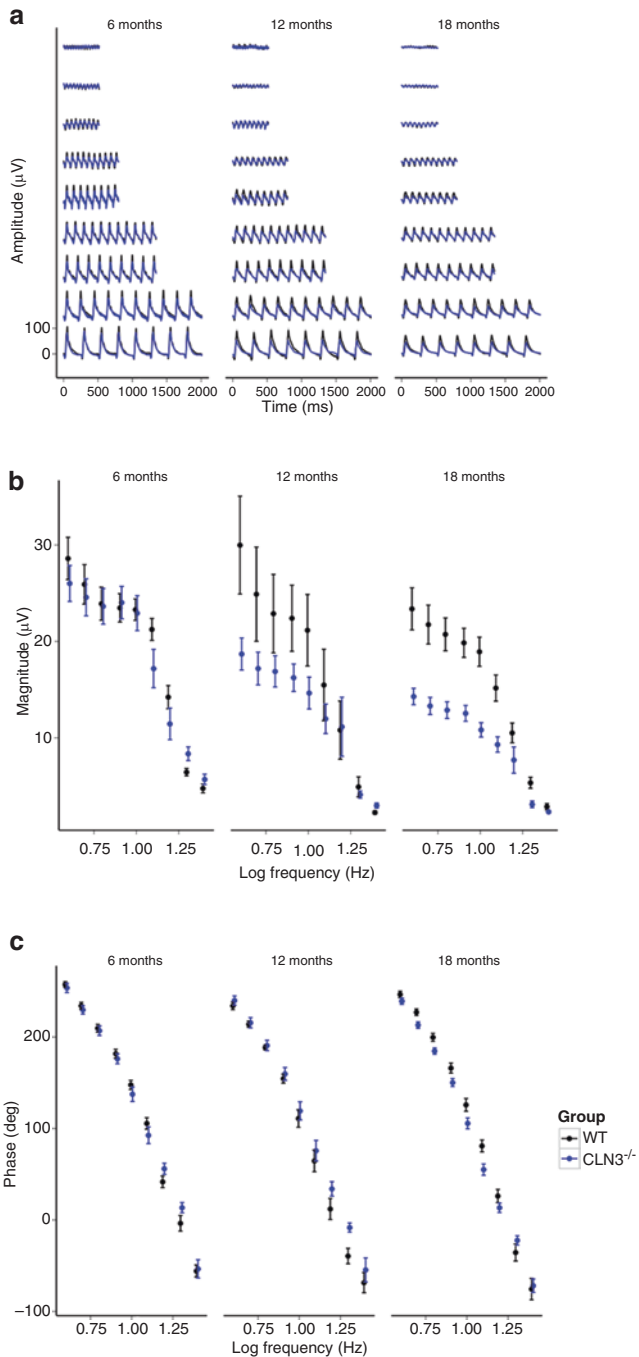 a
6 months 12 months 18 months
Amplitude (μV)
100
0
0 500 1000 1500 2000 0 500 1000 1500 2000 0 500 1000 1500 2000
Time (ms)
b
6 months 12 months 18 months
Magnitude (μV)
30
20
10
0.75 1.00 1.25 0.75 1.00 1.25 0.75 1.00 1.25
Log frequency (Hz)
c
6 months 12 months 18 months
Phase (deg)
200
100
0
−100
0.75 1.00 1.25 0.75 1.00 1.25 0.75 1.00 1.25
Log frequency (Hz)
Group
WT
CLN3-/-